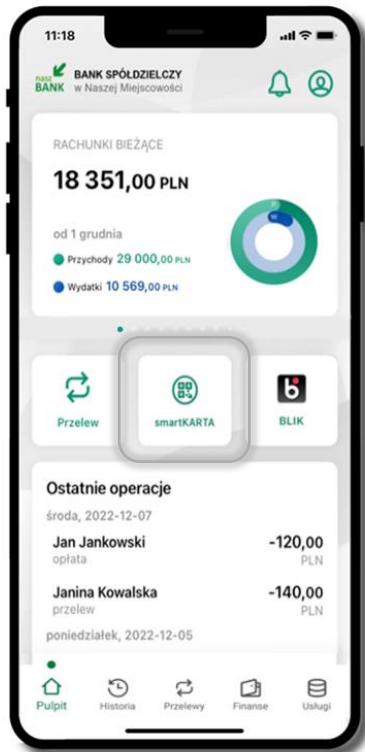 11:18
nasz BANK
BANK SPÓŁDZIELCZY
w Naszej Miejscowości
RACHUNKI BIEŻĄCE
18 351,00 PLN
od 1 grudnia
Przychody 29 000,00 PLN
Wydatki 10 569,00 PLN
P
W
Przelew
smartKARTA
BLIK
Ostatnie operacje
środa, 2022-12-07
Jan Jankowski -120,00
opłata PLN
Janina Kowalska -140,00
przelew PLN
poniedziałek, 2022-12-05
Pulpit Historia Przelewy Finanse Usługi